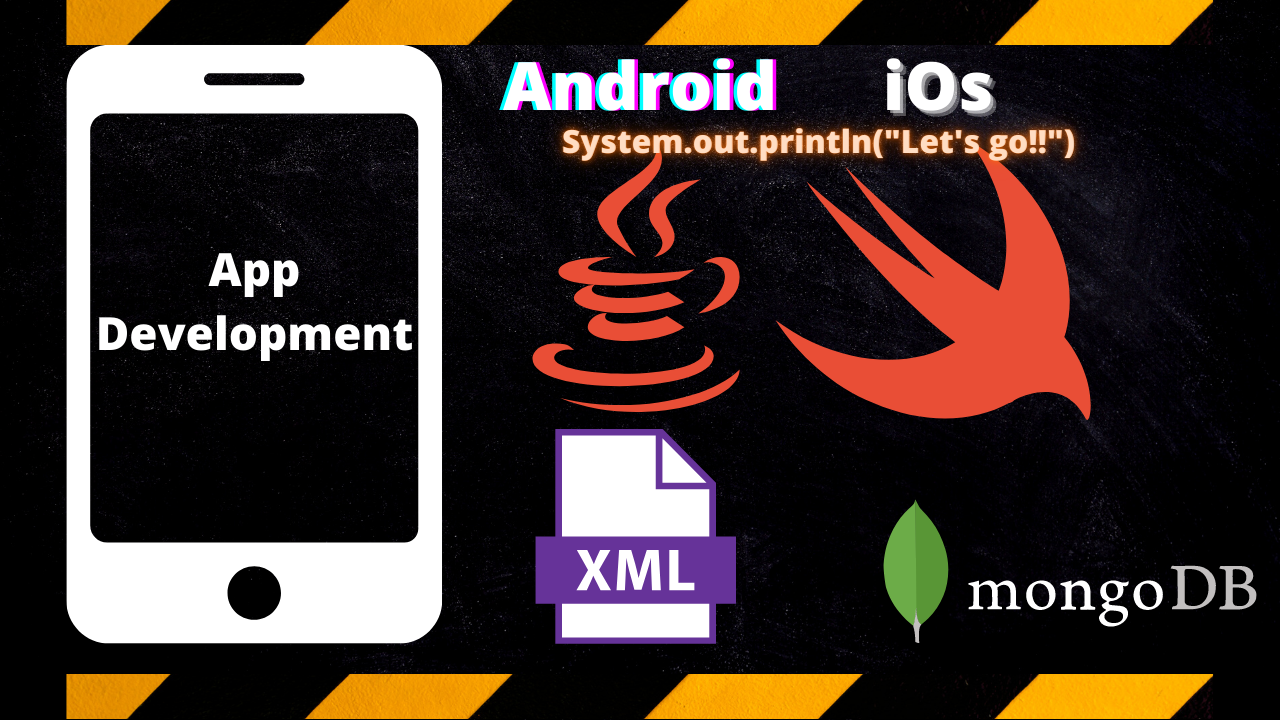 Android
iOs
System.out.println("Let's go!!")
App
Development
XML
mongoDB